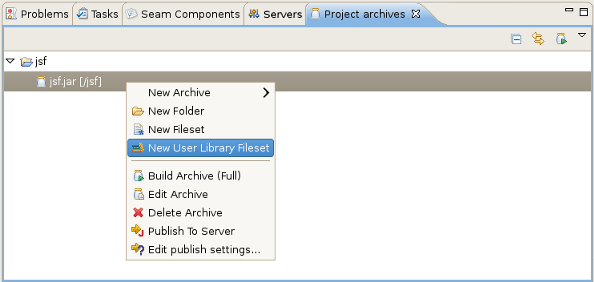 Problems Tasks Seam Components Servers Project archives
jsf
jsf.jar [/jsf]
New Archive
New Folder
New Fileset
New User Library Fileset
Build Archive (Full)
Edit Archive
Delete Archive
Publish To Server
Edit publish settings...